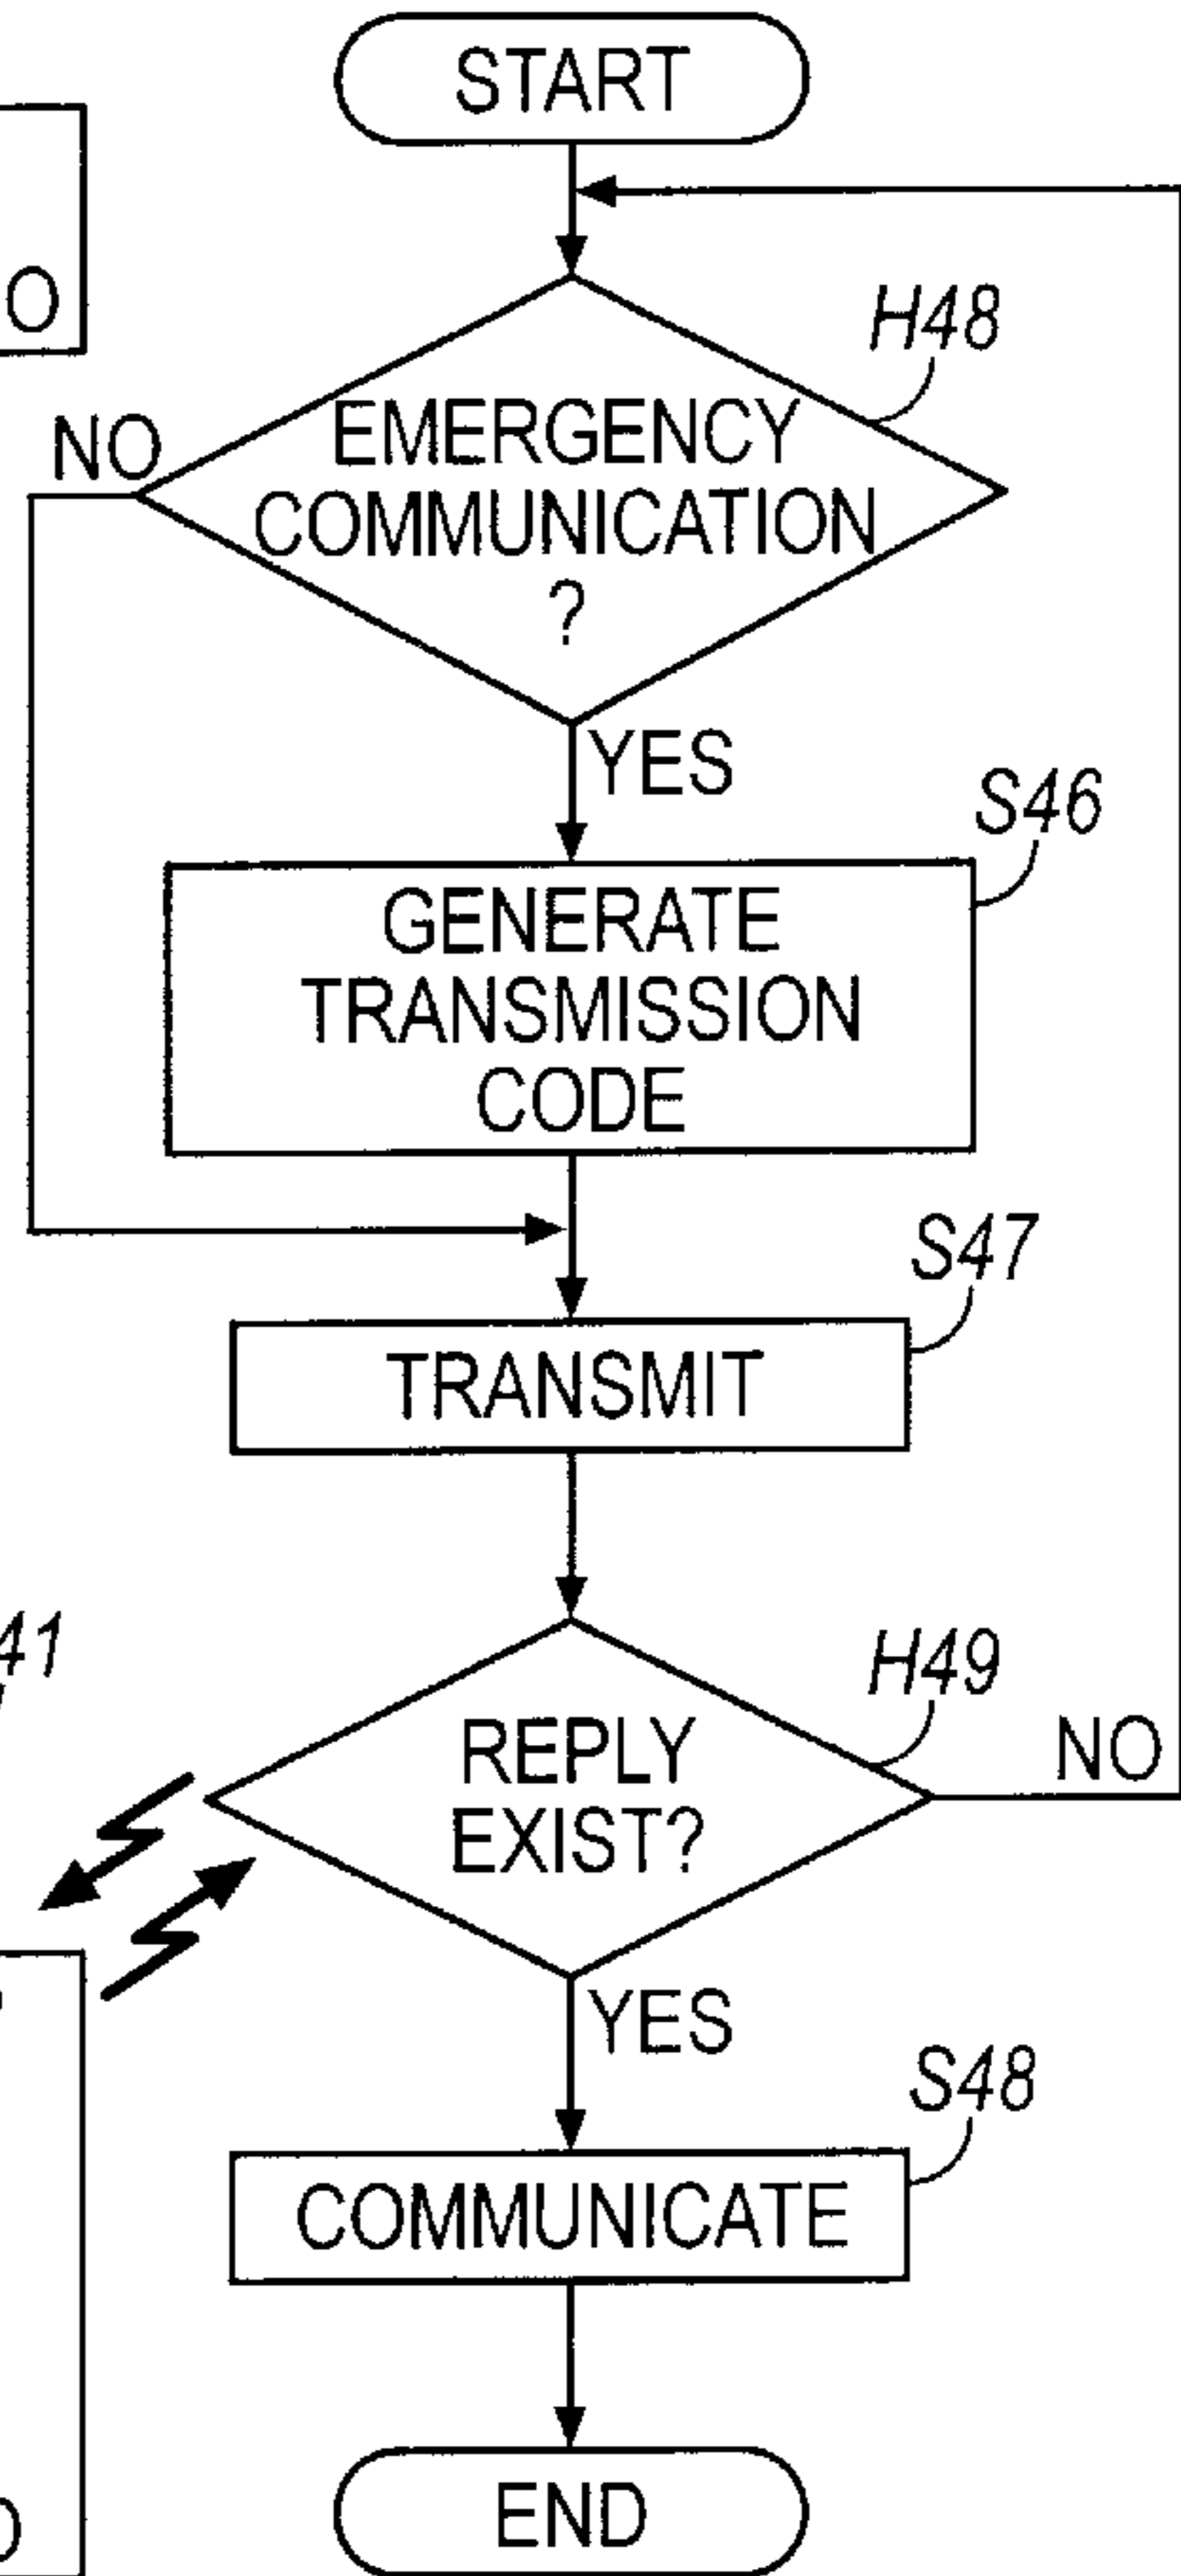 START
O
H48
NO
EMERGENCY
COMMUNICATION
?
YES
S46
GENERATE
TRANSMISSION
CODE
S47
TRANSMIT
41
H49
REPLY
EXIST?
NO
YES
S48
COMMUNICATE
END